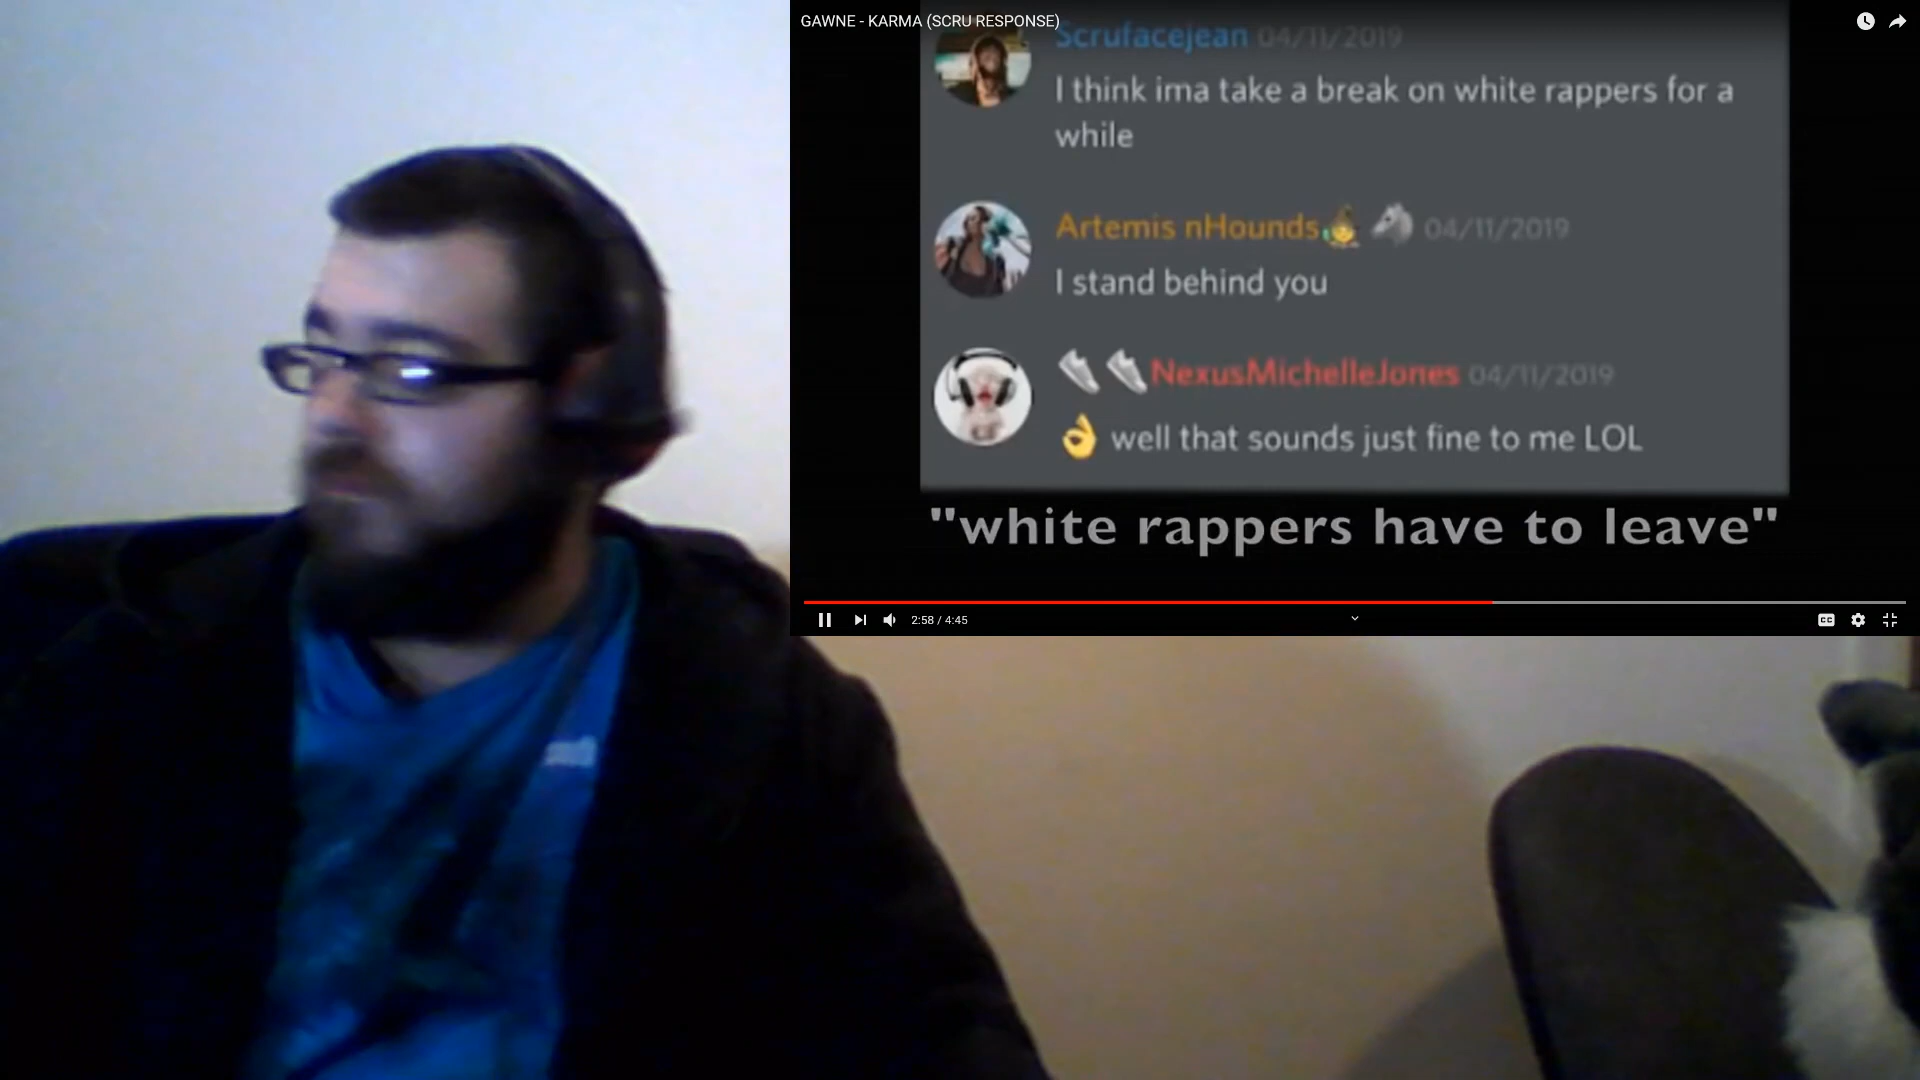 GAWNE - KARMA (SCRU RESPONSE)
Scrufacejean 04/11/2019
I think ima take a break on white rappers for a
while
Artemis nHounds 04/11/2019
I stand behind you
NexusMichelleJones 04/11/2019
👌 well that sounds just fine to me LOL
"white rappers have to leave"
2:58 / 4:45
CC